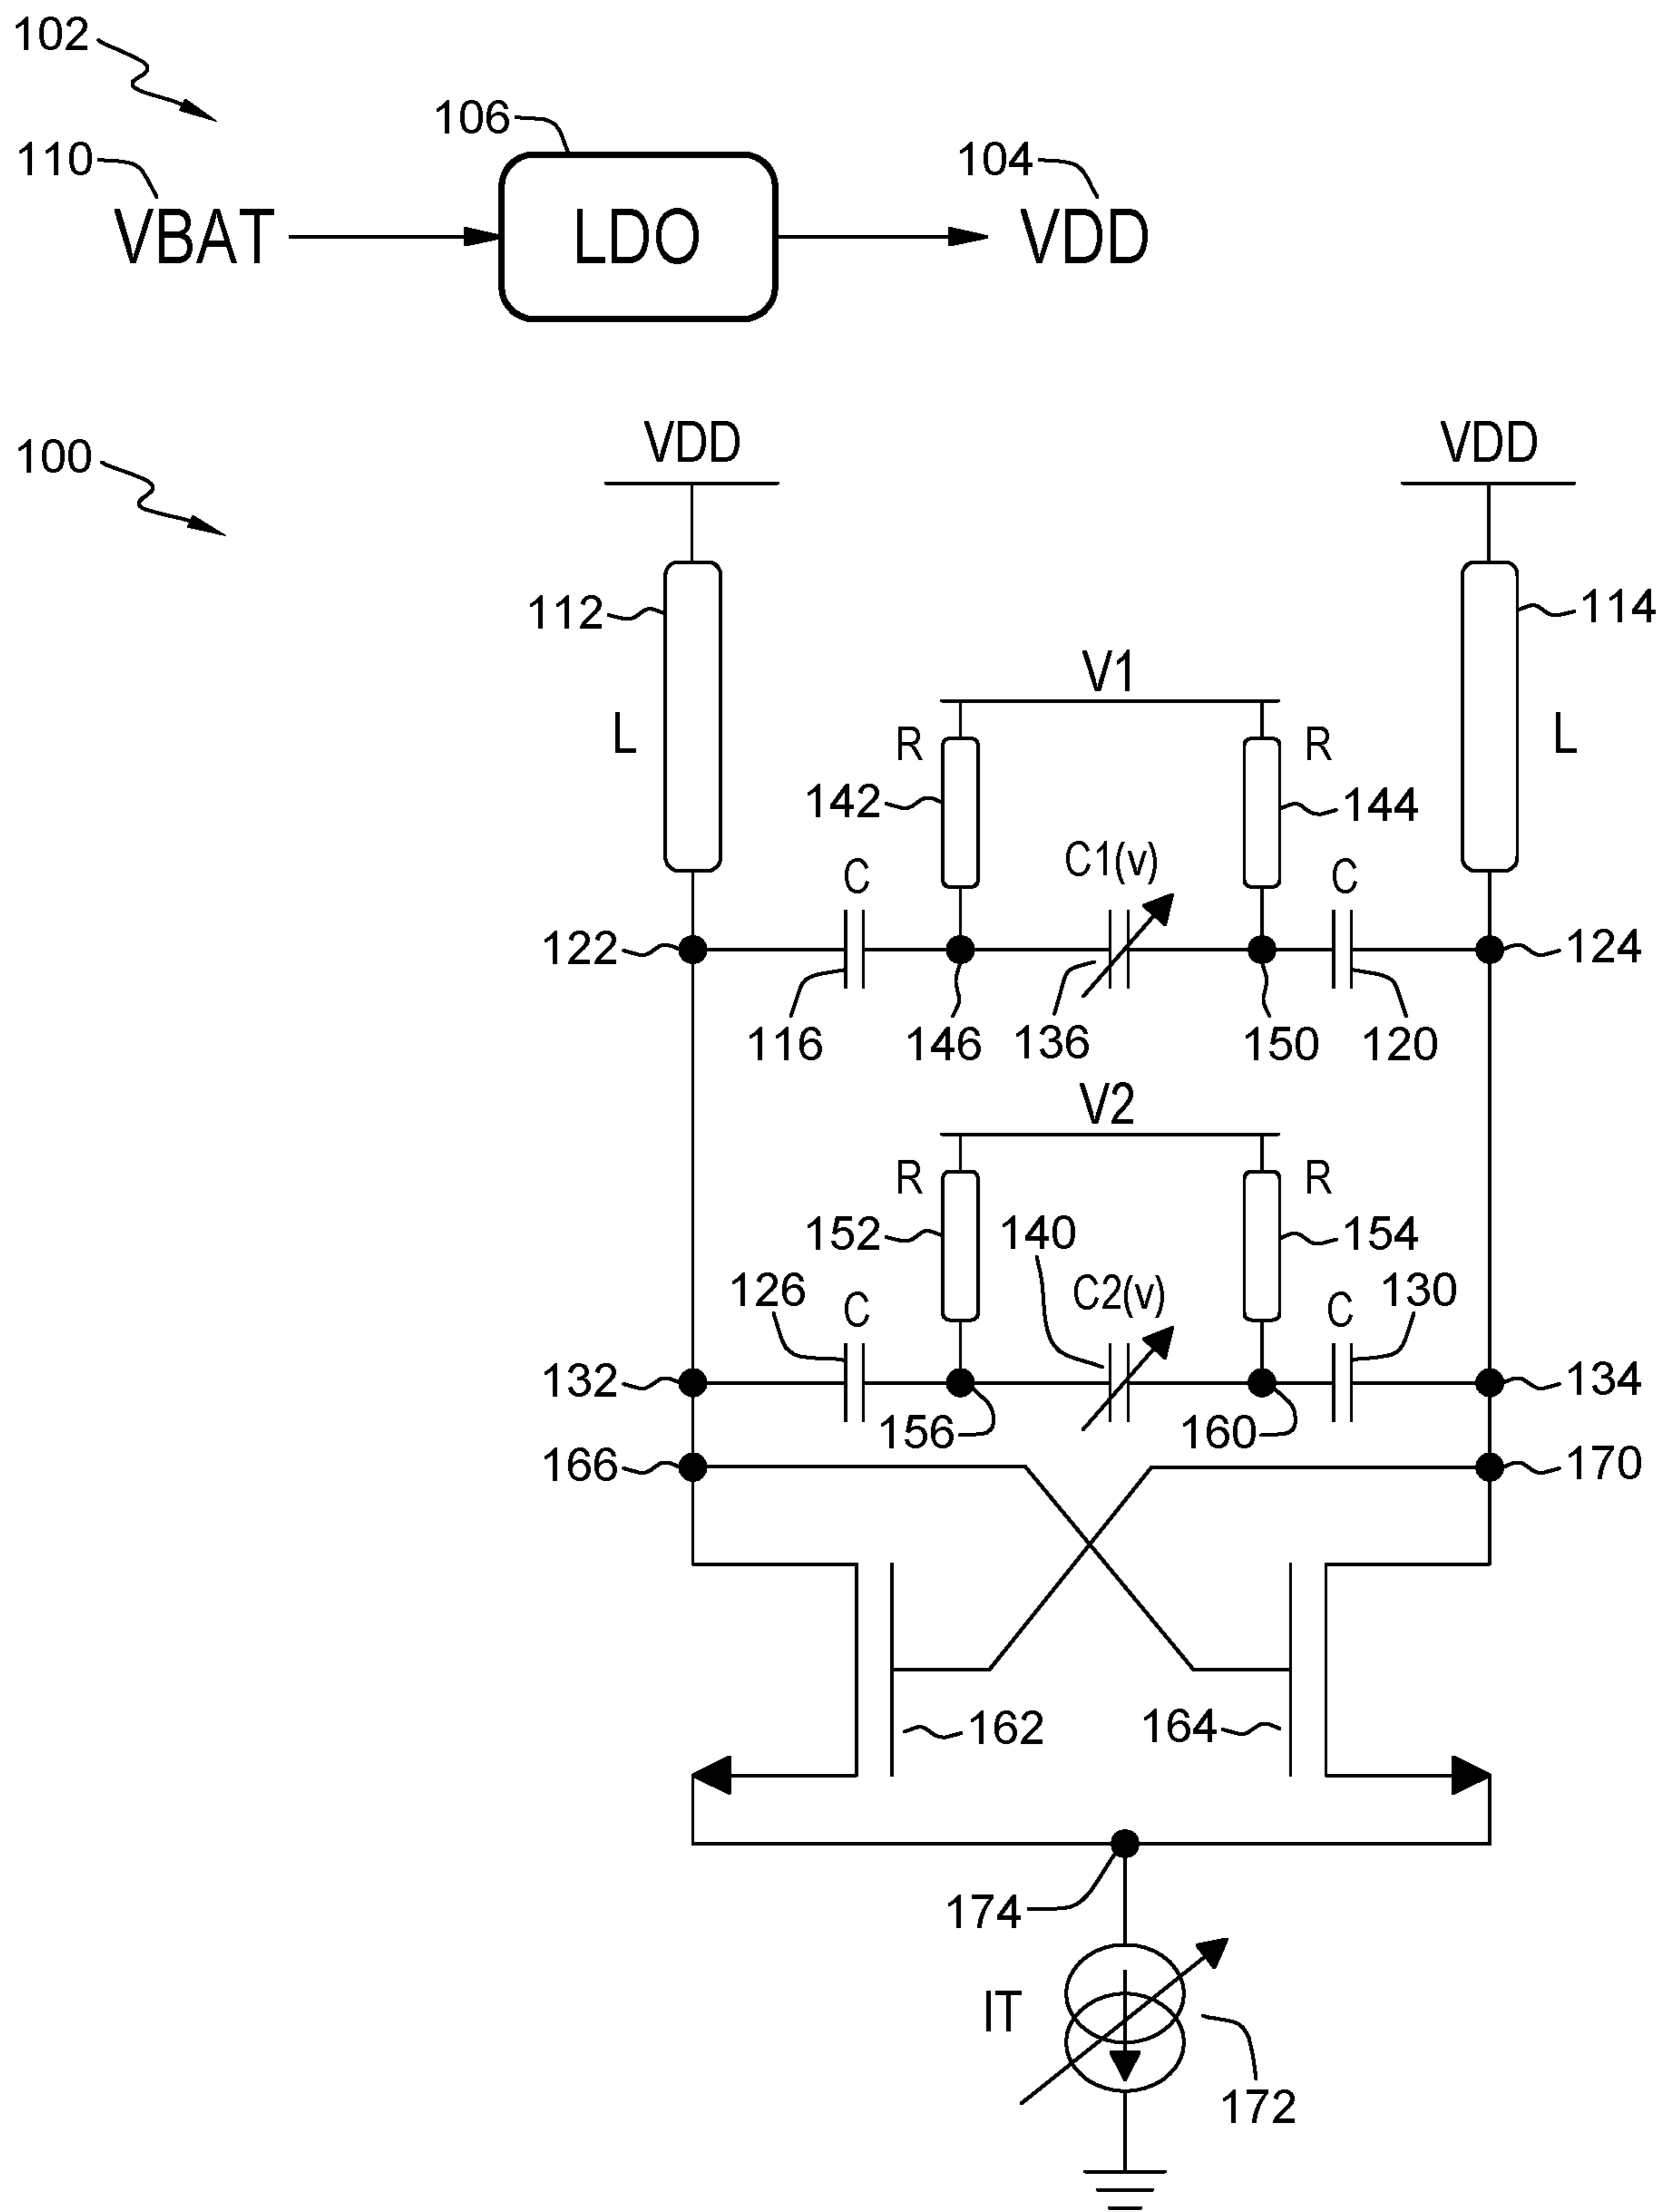 102
106
110
104
VBAT
LDO
VDD
100
VDD
VDD
112
114
V1
L
R
R
L
142
144
C
C1(v)
C
122
124
116
146
136
150
120
V2
R
R
152
140
154
126
C
C2(v)
C
130
132
134
156
160
166
170
162
164
174
IT
172